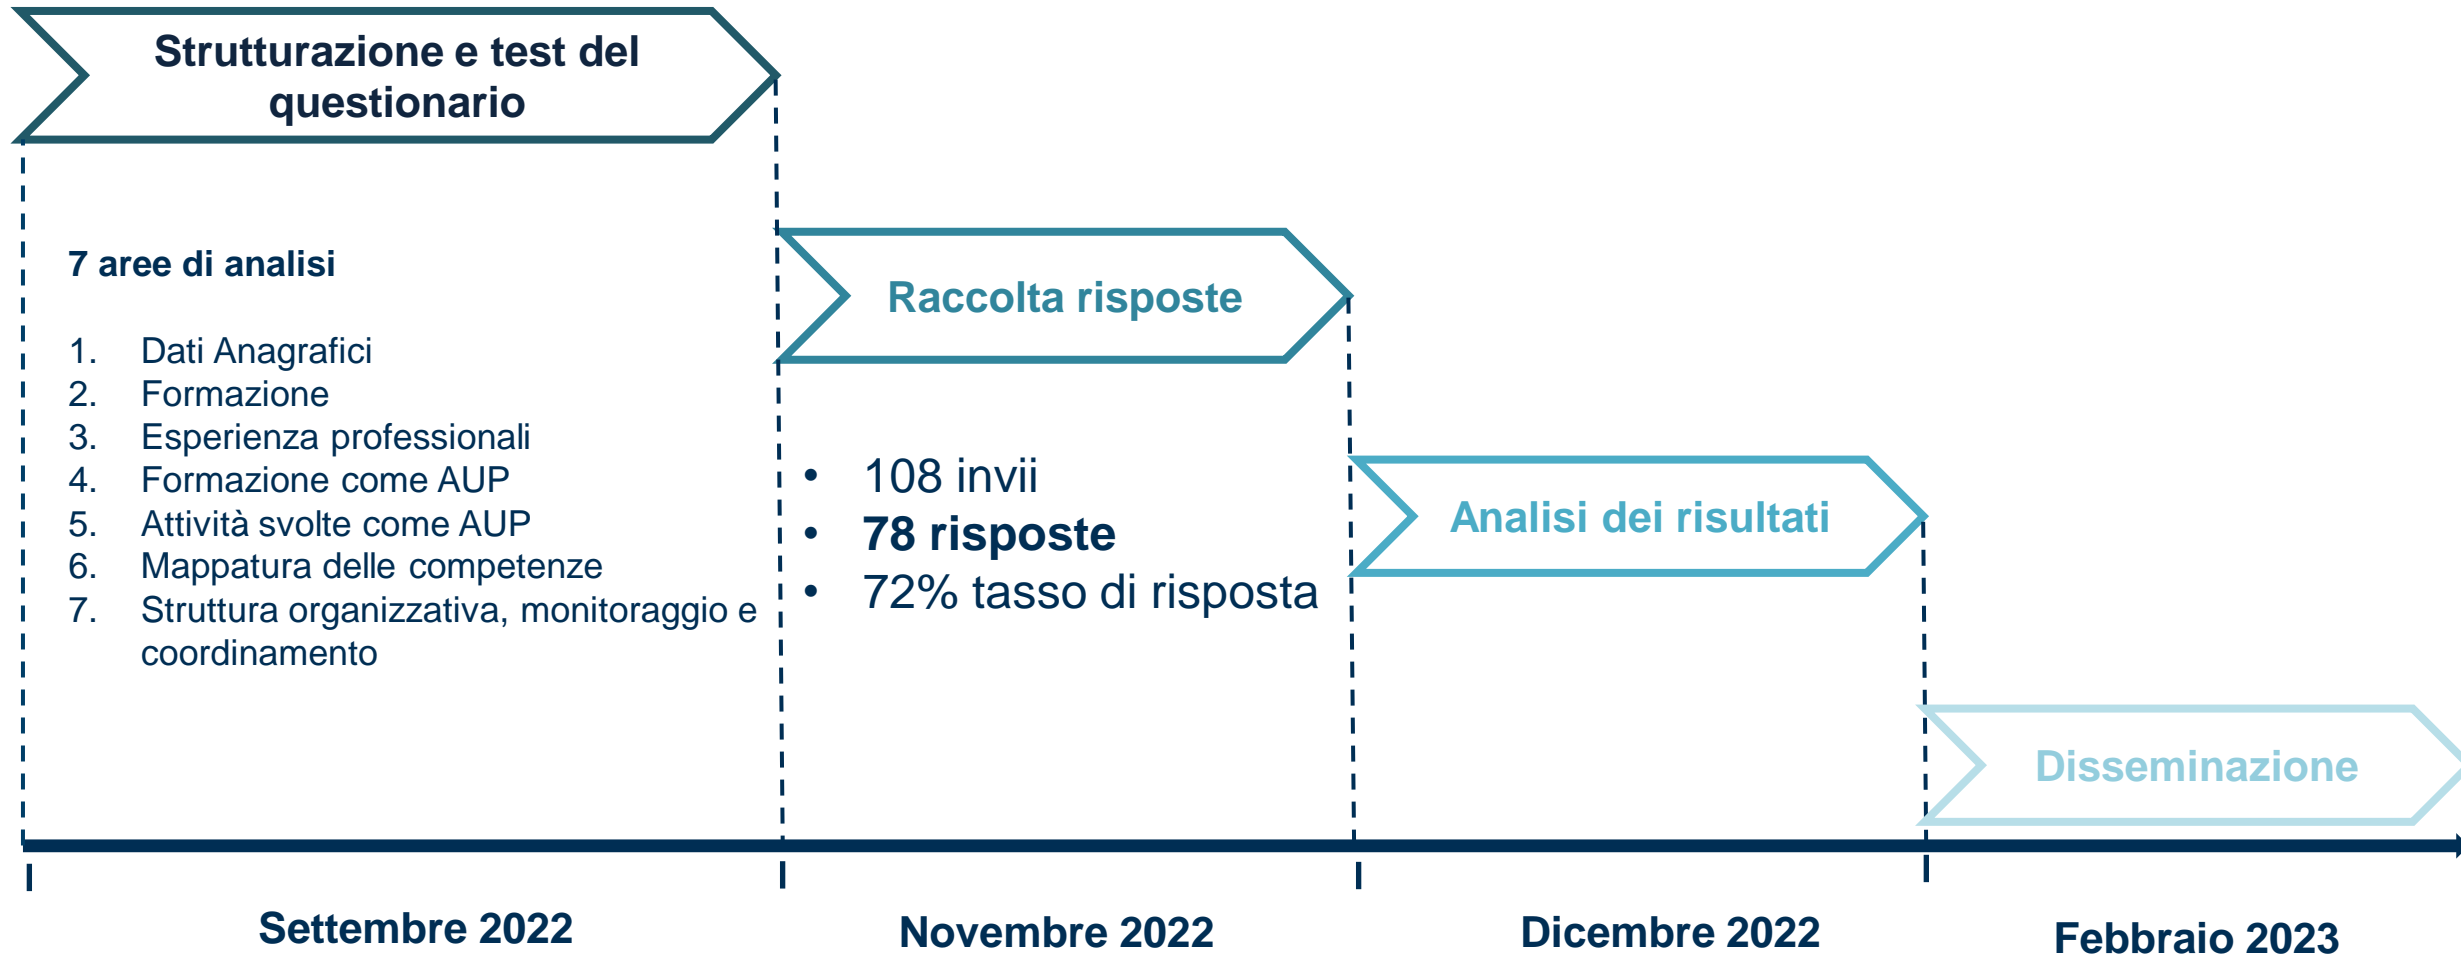 Strutturazione e test del
questionario
7 aree di analisi
1. Dati Anagrafici
2. Formazione
3. Esperienza professionali
4. Formazione come AUP
5. Attività svolte come AUP
6. Mappatura delle competenze
7. Struttura organizzativa, monitoraggio e
coordinamento
Raccolta risposte
• 108 invii
• 78 risposte
• 72% tasso di risposta
Analisi dei risultati
Disseminazione
Settembre 2022
Novembre 2022
Dicembre 2022
Febbraio 2023